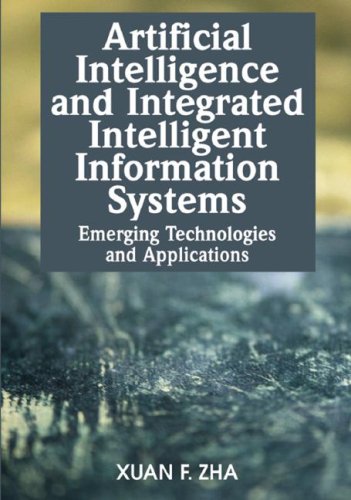 Artificial
Intelligence
and Integrated
Intelligent
Information
Systems
Emerging Technologies
and Applications
XUAN F. ZHA